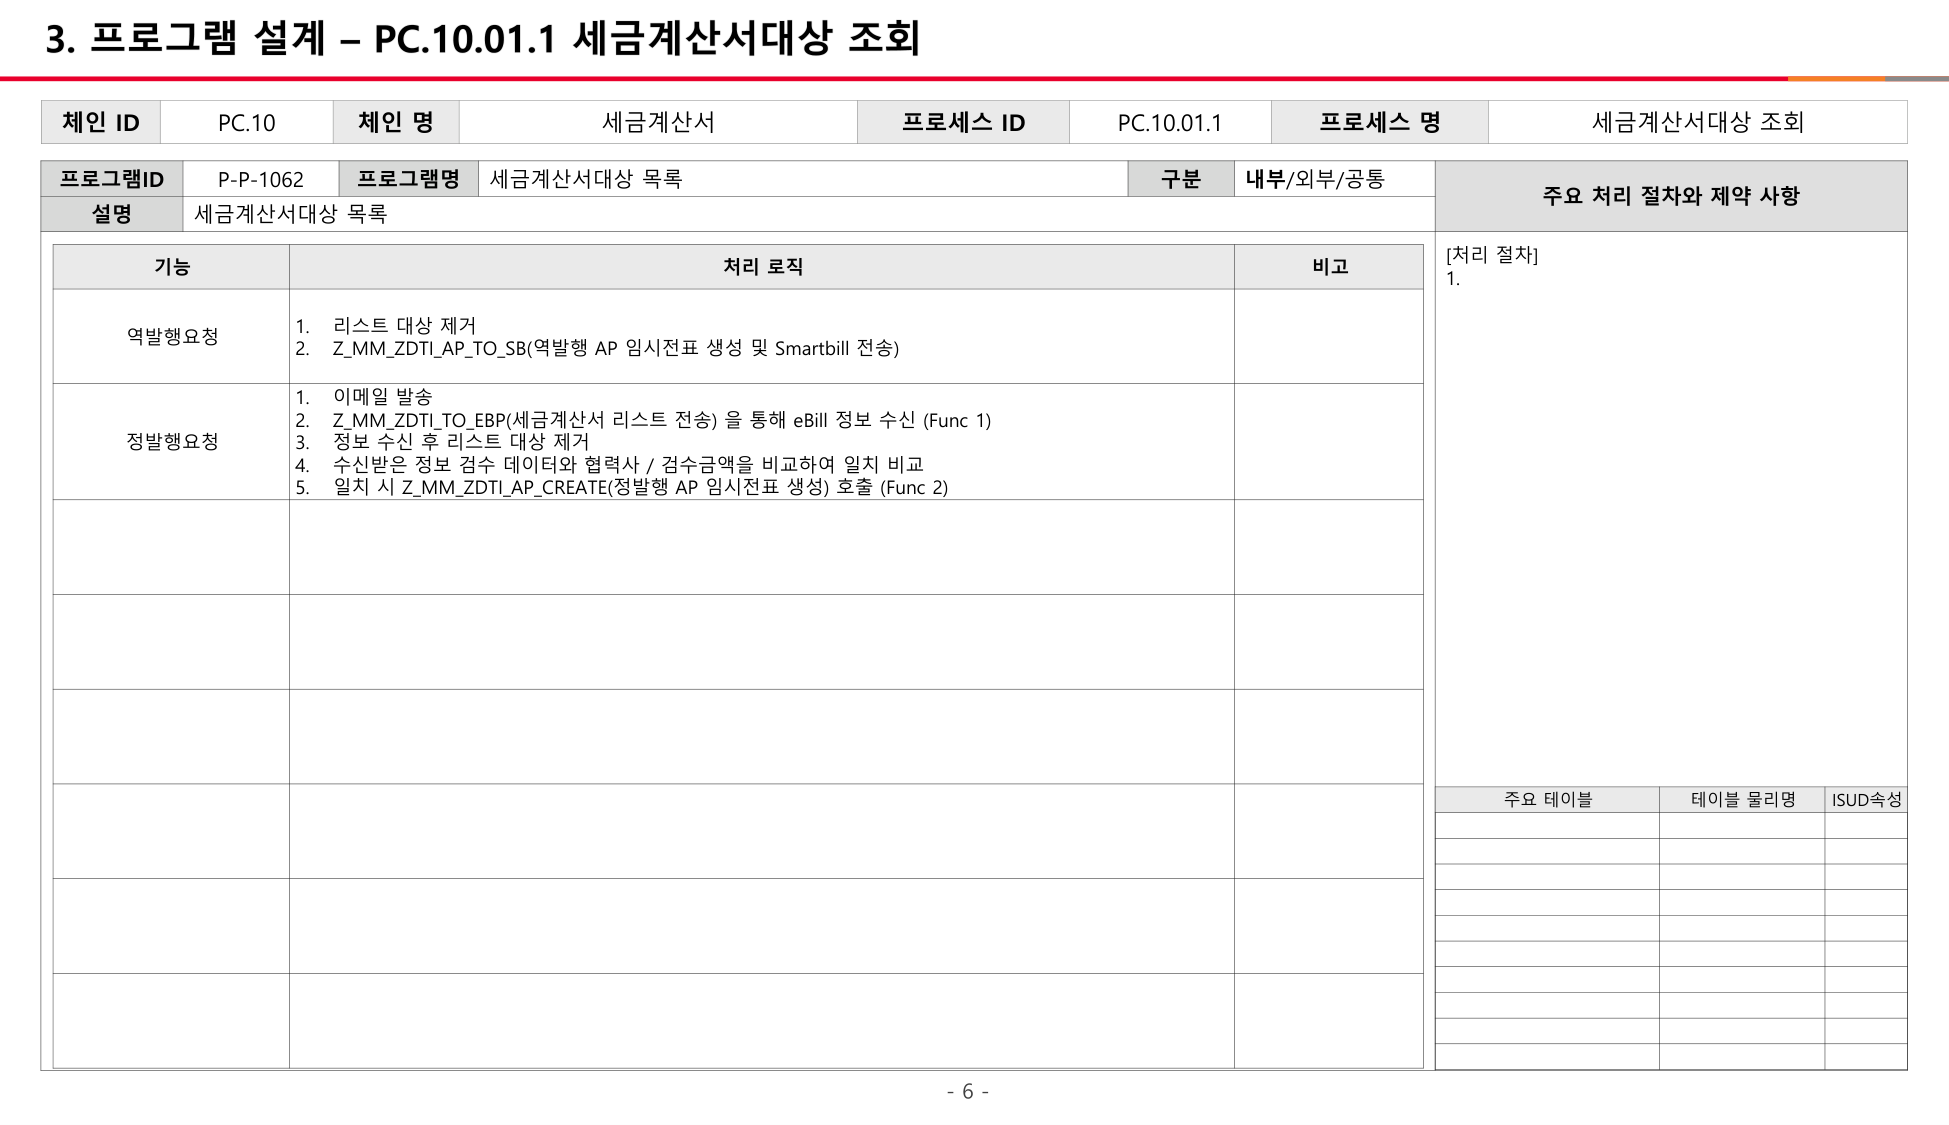 3. 프로그램 설계 – PC.10.01.1 세금계산서대상 조회
체인 ID PC.10 체인 명 세금계산서 프로세스 ID PC.10.01.1 프로세스 명 세금계산서대상 조회
프로그램ID P-P-1062 프로그램명 세금계산서대상 목록 구분 내부/외부/공통
설명 세금계산서대상 목록
주요 처리 절차와 제약 사항
기능 처리 로직 비고
역발행요청
1. 리스트 대상 제거
2. Z_MM_ZDTI_AP_TO_SB(역발행 AP 임시전표 생성 및 Smartbill 전송)
정발행요청
1. 이메일 발송
2. Z_MM_ZDTI_TO_EBP(세금계산서 리스트 전송) 을 통해 eBill 정보 수신 (Func 1)
3. 정보 수신 후 리스트 대상 제거
4. 수신받은 정보 검수 데이터와 협력사 / 검수금액을 비교하여 일치 비교
5. 일치 시 Z_MM_ZDTI_AP_CREATE(정발행 AP 임시전표 생성) 호출 (Func 2)
[처리 절차]
1.
주요 테이블 테이블 물리명 ISUD속성
- 6 -